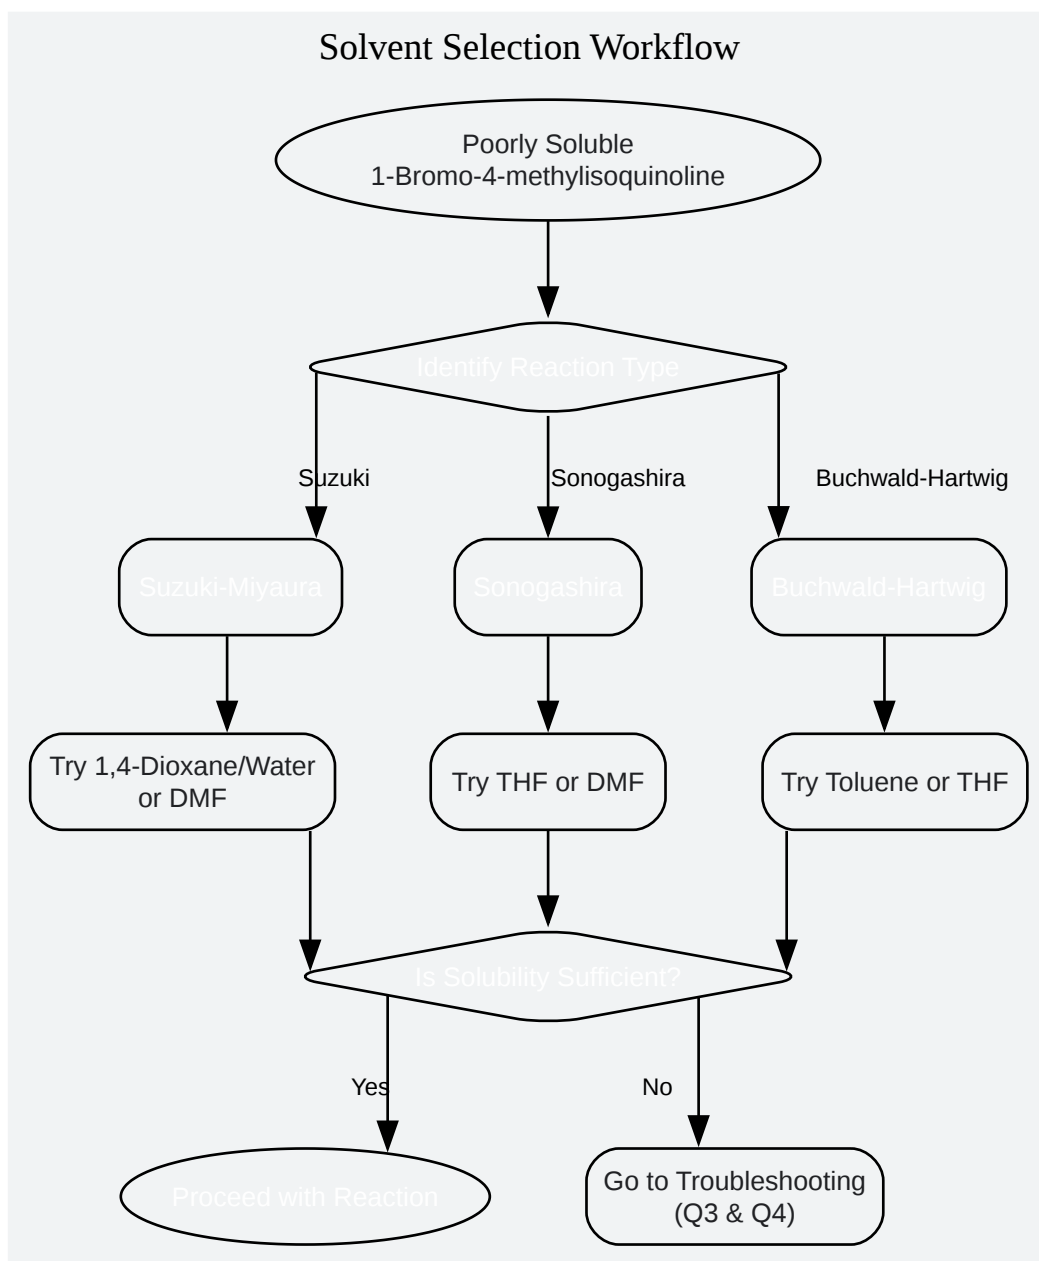 Solvent Selection Workflow
Poorly Soluble
1-Bromo-4-methylisoquinoline
Identify Reaction Type
Suzuki
Sonogashira
Buchwald-Hartwig
Suzuki-Miyaura
Sonogashira
Buchwald-Hartwig
Try 1,4-Dioxane/Water
or DMF
Try THF or DMF
Try Toluene or THF
Is Solubility Sufficient?
Yes
No
Proceed with Reaction
Go to Troubleshooting
(Q3 & Q4)